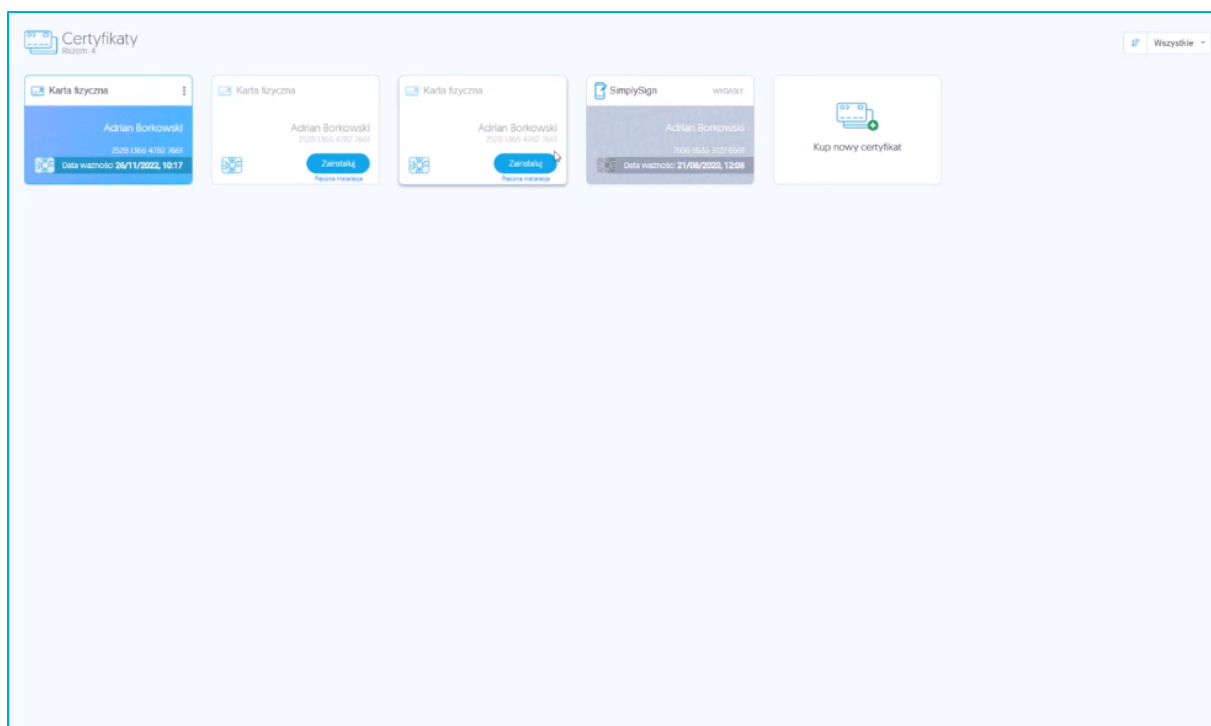 Certyfikaty
Razem: 4
Wszystkie
Karta fizyczna
Adrian Borkowski
2528 1366 4782 7661
Data ważności 26/11/2022, 10:17
Karta fizyczna
Adrian Borkowski
2528 1366 4782 7661
Zainstaluj
Ręczna instalacja
Karta fizyczna
Adrian Borkowski
2528 1366 4782 7661
Zainstaluj
Ręczna instalacja
SimplySign
WYGASŁY
Adrian Borkowski
Data ważności 21/08/2020, 12:08
Kup nowy certyfikat